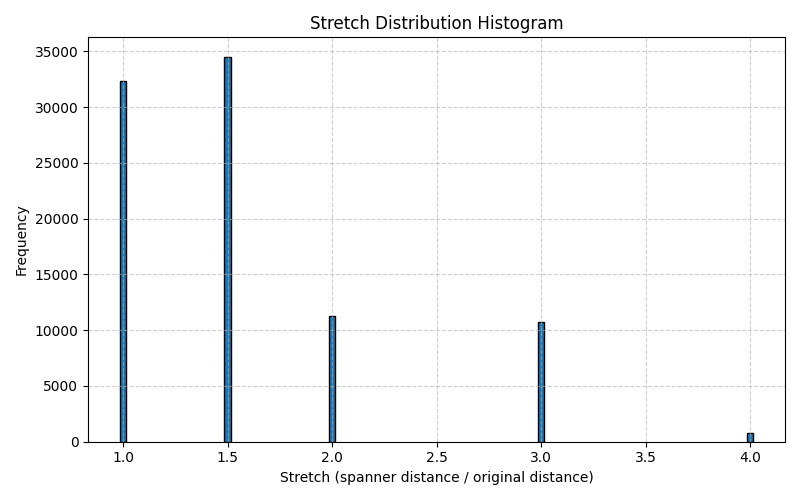 Stretch Distribution Histogram
Frequency
35000
30000
25000
20000
15000
10000
5000
0
1.0 1.5 2.0 2.5 3.0 3.5 4.0
Stretch (spanner distance / original distance)